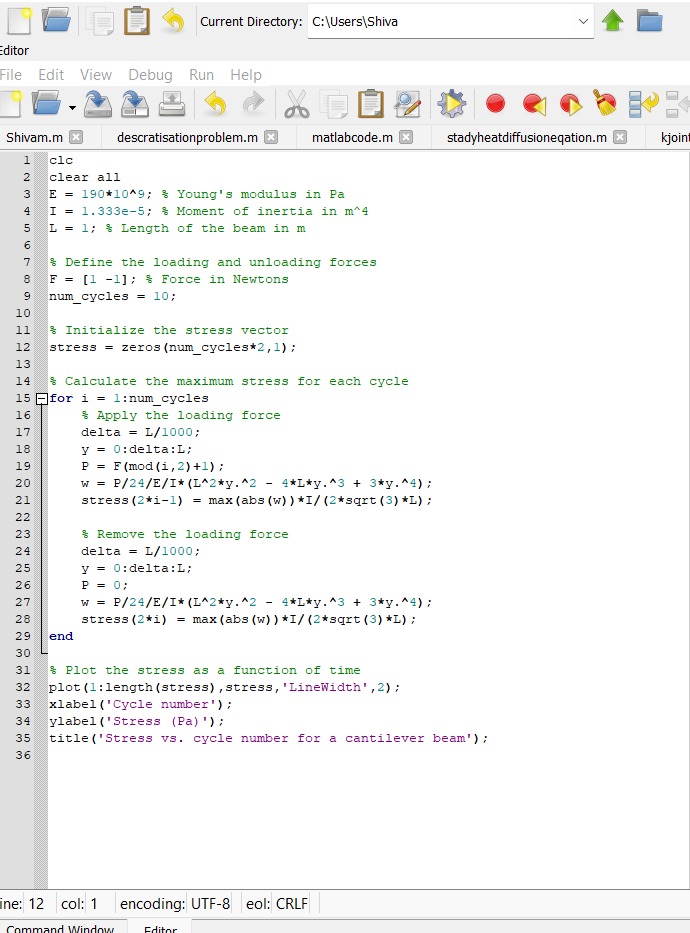 Current Directory: C:\Users\Shiva
Editor
File Edit View Debug Run Help
Shivam.m descratisationproblem.m matlabcode.m stadyheatdiffusioneqation.m kjoint
1 clc
2 clear all
3 E = 190*10^9; % Young's modulus in Pa
4 I = 1.333e-5; % Moment of inertia in m^4
5 L = 1; % Length of the beam in m
6
7 % Define the loading and unloading forces
8 F = [1 -1]; % Force in Newtons
9 num_cycles = 10;
10
11 % Initialize the stress vector
12 stress = zeros(num_cycles*2,1);
13
14 % Calculate the maximum stress for each cycle
15 for i = 1:num_cycles
16 % Apply the loading force
17 delta = L/1000;
18 y = 0:delta:L;
19 P = F(mod(i,2)+1);
20 w = P/24/E/I*(L^2*y.^2 - 4*L*y.^3 + 3*y.^4);
21 stress(2*i-1) = max(abs(w))*I/(2*sqrt(3)*L);
22
23 % Remove the loading force
24 delta = L/1000;
25 y = 0:delta:L;
26 P = 0;
27 w = P/24/E/I*(L^2*y.^2 - 4*L*y.^3 + 3*y.^4);
28 stress(2*i) = max(abs(w))*I/(2*sqrt(3)*L);
29 end
30
31 % Plot the stress as a function of time
32 plot(1:length(stress),stress,'LineWidth',2);
33 xlabel('Cycle number');
34 ylabel('Stress (Pa)');
35 title('Stress vs. cycle number for a cantilever beam');
36
ine: 12 col: 1 encoding: UTF-8 eol: CRLF
Command Window Editor